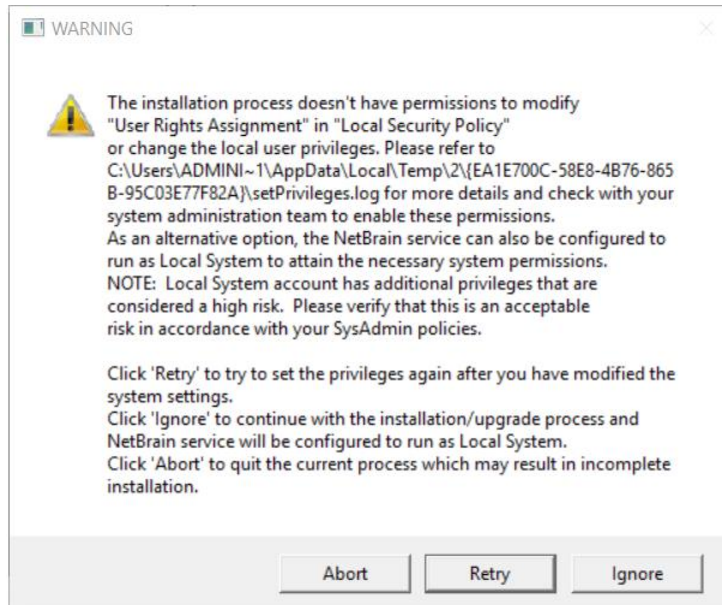 WARNING
The installation process doesn't have permissions to modify
"User Rights Assignment" in "Local Security Policy"
or change the local user privileges. Please refer to
C:\Users\ADMINI~1\AppData\Local\Temp\2\{EA1E700C-58E8-4B76-865
B-95C03E77F82A}\setPrivileges.log for more details and check with your
system administration team to enable these permissions.
As an alternative option, the NetBrain service can also be configured to
run as Local System to attain the necessary system permissions.
NOTE:  Local System account has additional privileges that are
considered a high risk.  Please verify that this is an acceptable
risk in accordance with your SysAdmin policies.
Click 'Retry' to try to set the privileges again after you have modified the
system settings.
Click 'Ignore' to continue with the installation/upgrade process and
NetBrain service will be configured to run as Local System.
Click 'Abort' to quit the current process which may result in incomplete
installation.
Abort Retry Ignore